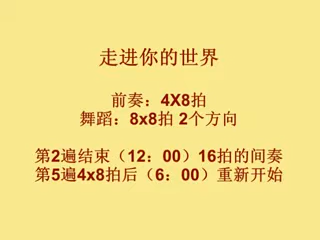 走进你的世界
前奏：4X8拍
舞蹈：8x8拍 2个方向
第2遍结束（12：00）16拍的间奏
第5遍4x8拍后（6：00）重新开始